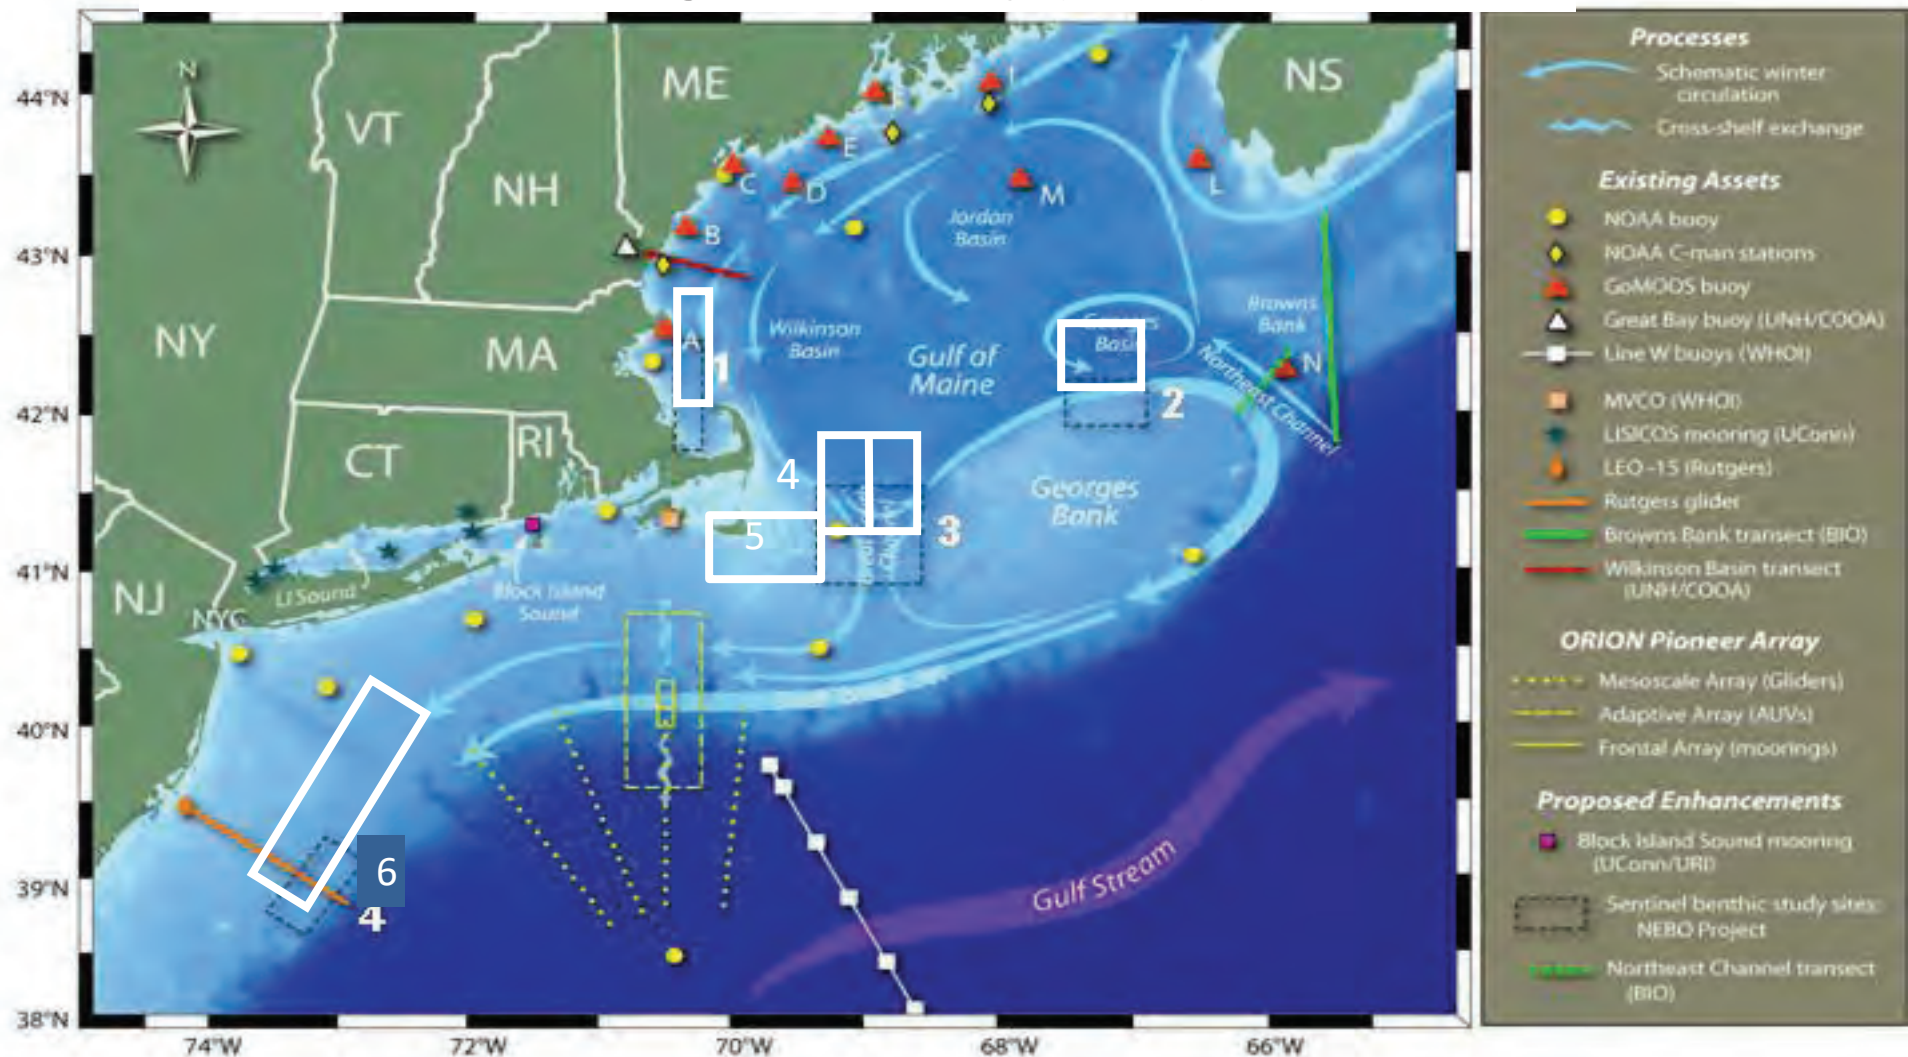 N
ME
NS
VT
NH
NY
MA
CT
RI
NJ
NYC
LI Sound
Block Island
Sound
I
E
C
D
B
A
M
L
N
Jordan
Basin
Wilkinson
Basin
Gulf of
Maine
Georges
Basin
Browns
Bank
Northeast Channel
Georges
Bank
Gulf Stream
1
2
3
4
5
6
4
44°N
43°N
42°N
41°N
40°N
39°N
38°N
74°W
72°W
70°W
68°W
66°W
Processes
Schematic winter
circulation
Cross-shelf exchange
Existing Assets
NOAA buoy
NOAA C-man stations
GoMOOS buoy
Great Bay buoy (UNH/COOA)
Line W buoys (WHOI)
MVCO (WHOI)
LISICOS mooring (UConn)
LEO-15 (Rutgers)
Rutgers glider
Browns Bank transect (BIO)
Wilkinson Basin transect
(UNH/COOA)
ORION Pioneer Array
Mesoscale Array (Gliders)
Adaptive Array (AUVs)
Frontal Array (moorings)
Proposed Enhancements
Block Island Sound mooring
(UConn/URI)
Sentinel benthic study sites:
NEBO Project
Northeast Channel transect
(BIO)